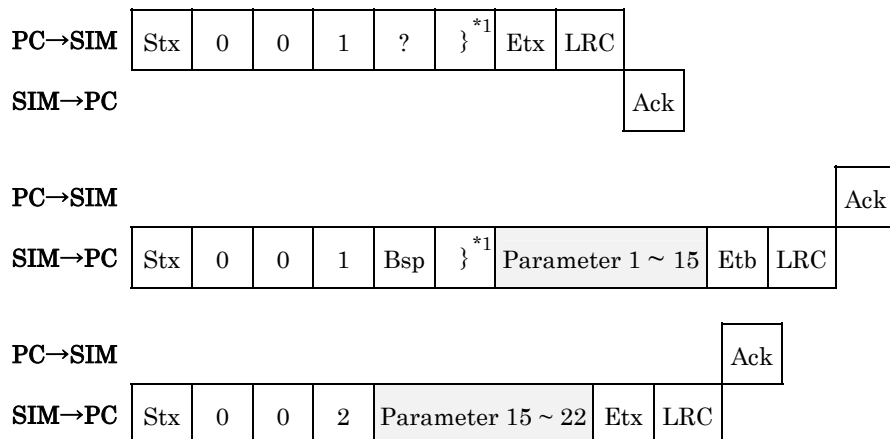 PC→SIM Stx 0 0 1 ? }*1 Etx LRC
SIM→PC Ack
PC→SIM Ack
SIM→PC Stx 0 0 1 Bsp }*1 Parameter 1 ~ 15 Etb LRC
PC→SIM Ack
SIM→PC Stx 0 0 2 Parameter 15 ~ 22 Etx LRC